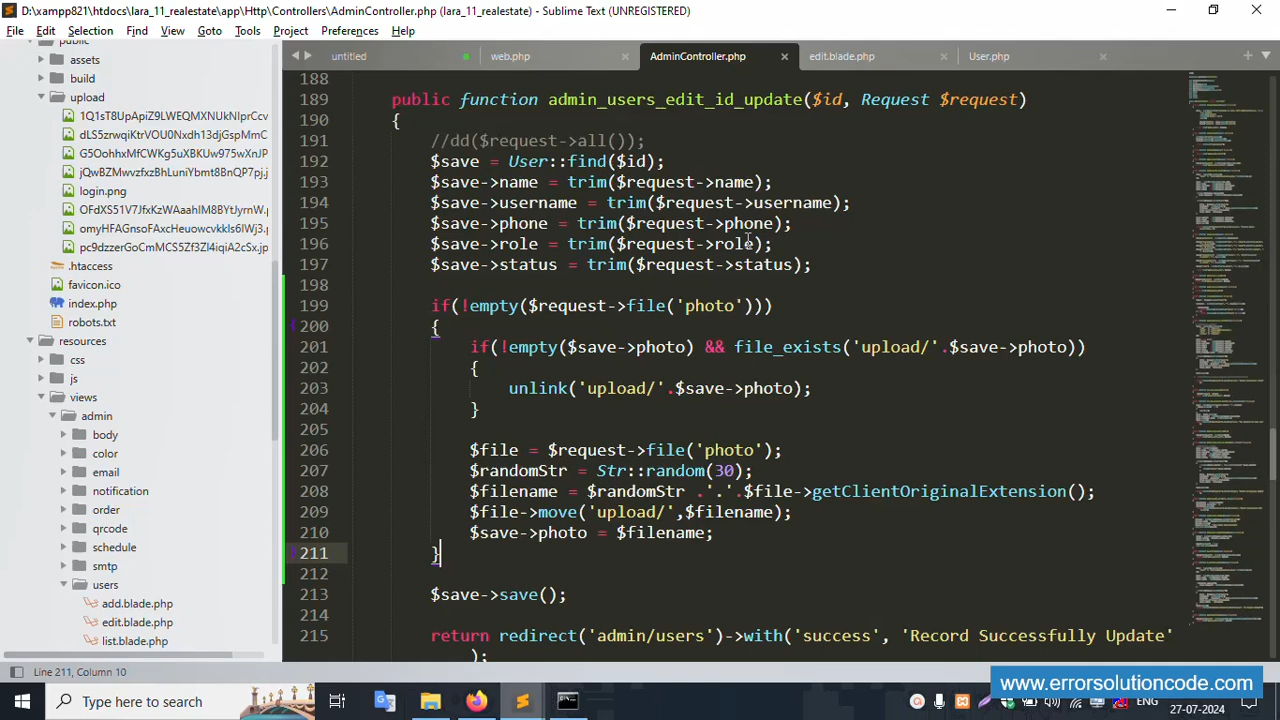 D:\xampp821\htdocs\lara_11_realestate\app\Http\Controllers\AdminController.php (lara_11_realestate) - Sublime Text (UNREGISTERED)
File Edit Selection Find View Goto Tools Project Preferences Help
untitled web.php AdminController.php edit.blade.php User.php
public
assets
build
upload
1Q1sT8UpApiZ9LWEQMXNUkNIprCcv
dLS5zrwqiKtrVOU0Nxdh13djGspMmC
G5OohhxMfCWKg5uXBKUw975wXnJP
jQwBZMwvzfxzBhLuniYbmt8BnQP7pj.
login.png
OFdXS51V7JfxKzWAaahlM8BYtJyrnW.
omyHFAGnsoFAxcHeuowcvkkls6lWj3
pc9dzzerGoCmMCS5Zf3Zl4iqiA2cSx.jp
.htaccess
favicon.ico
index.php
robots.txt
resources
css
js
views
admin
body
color
email
notification
order
qrcode
schedule
smtp
users
add.blade.php
edit.blade.php
list.blade.php
188
189 public function admin_users_edit_id_update($id, Request $request)
190 {
191 //dd($request->all());
192 $save = User::find($id);
193 $save->name = trim($request->name);
194 $save->username = trim($request->username);
195 $save->phone = trim($request->phone);
196 $save->role = trim($request->role);
197 $save->status = trim($request->status);
198
199 if(!empty($request->file('photo')))
200 {
201 if(!empty($save->photo) && file_exists('upload/'.$save->photo))
202 {
203 unlink('upload/'.$save->photo);
204 }
205
206 $file = $request->file('photo');
207 $randomStr = Str::random(30);
208 $filename = $randomStr .'.'.$file->getClientOriginalExtension();
209 $file->move('upload/',$filename);
210 $save->photo = $filename;
211 }
212
213 $save->save();
214
215 return redirect('admin/users')->with('success', 'Record Successfully Update'
);
Line 211, Column 10
www.errorsolutioncode.com
Type here to search
ENG
27-07-2024